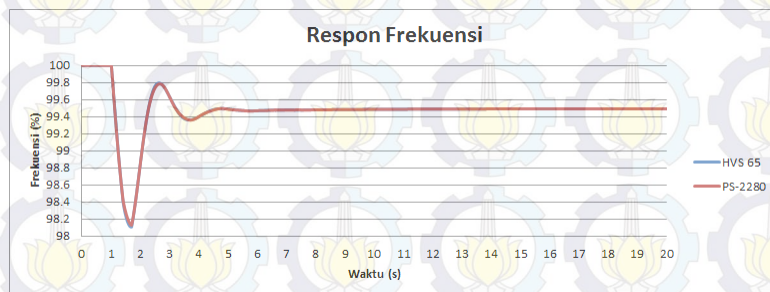 Respon Frekuensi
Frekuensi (%)
100
99.8
99.6
99.4
99.2
99
98.8
98.6
98.4
98.2
98
0 1 2 3 4 5 6 7 8 9 10 11 12 13 14 15 16 17 18 19 20
Waktu (s)
HVS 65
PS-2280